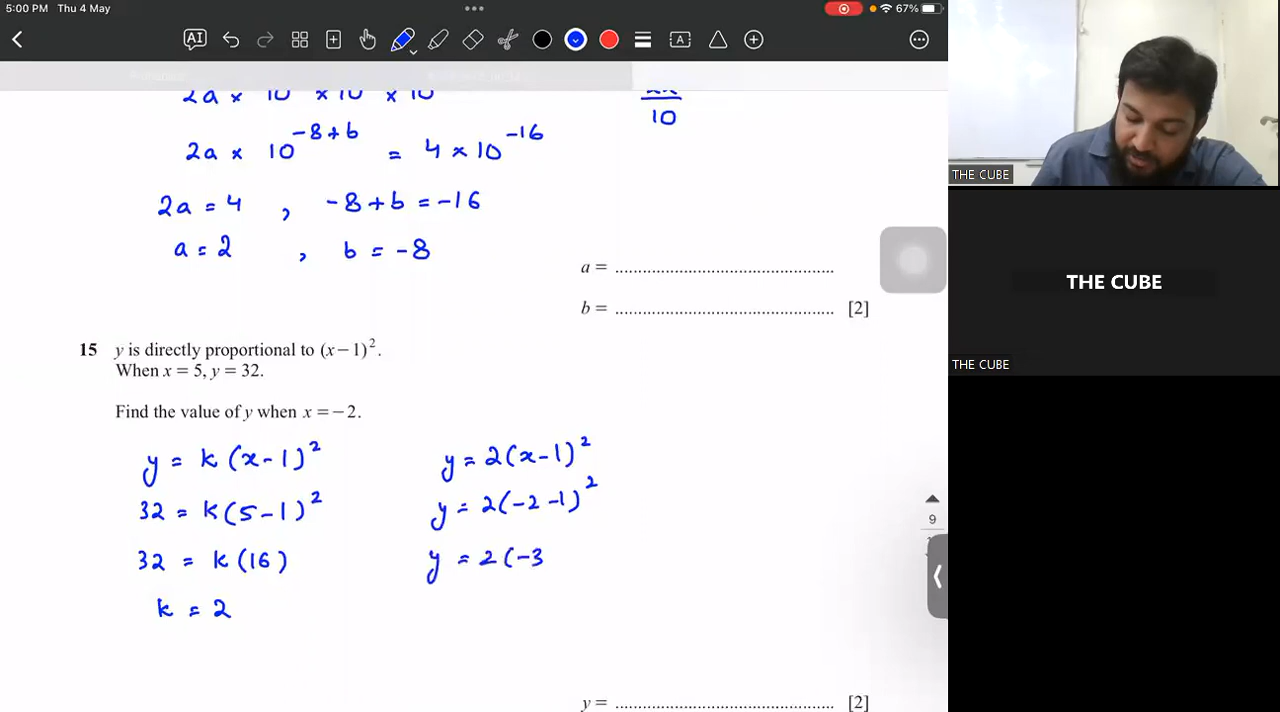 5:00 PM Thu 4 May
67%
AI
A
2a × 10 × 10 × 10
10
2a × 10^-8+b = 4 × 10^-16
2a = 4 , -8 + b = -16
a = 2 , b = -8
a = ................................................
b = ................................................ [2]
15 y is directly proportional to (x − 1)².
When x = 5, y = 32.
Find the value of y when x = −2.
y = k (x - 1)² y = 2(x - 1)²
32 = k (5 - 1)² y = 2(-2 - 1)²
32 = k (16) y = 2 (-3
k = 2
y = ................................................ [2]
9
THE CUBE
THE CUBE
THE CUBE